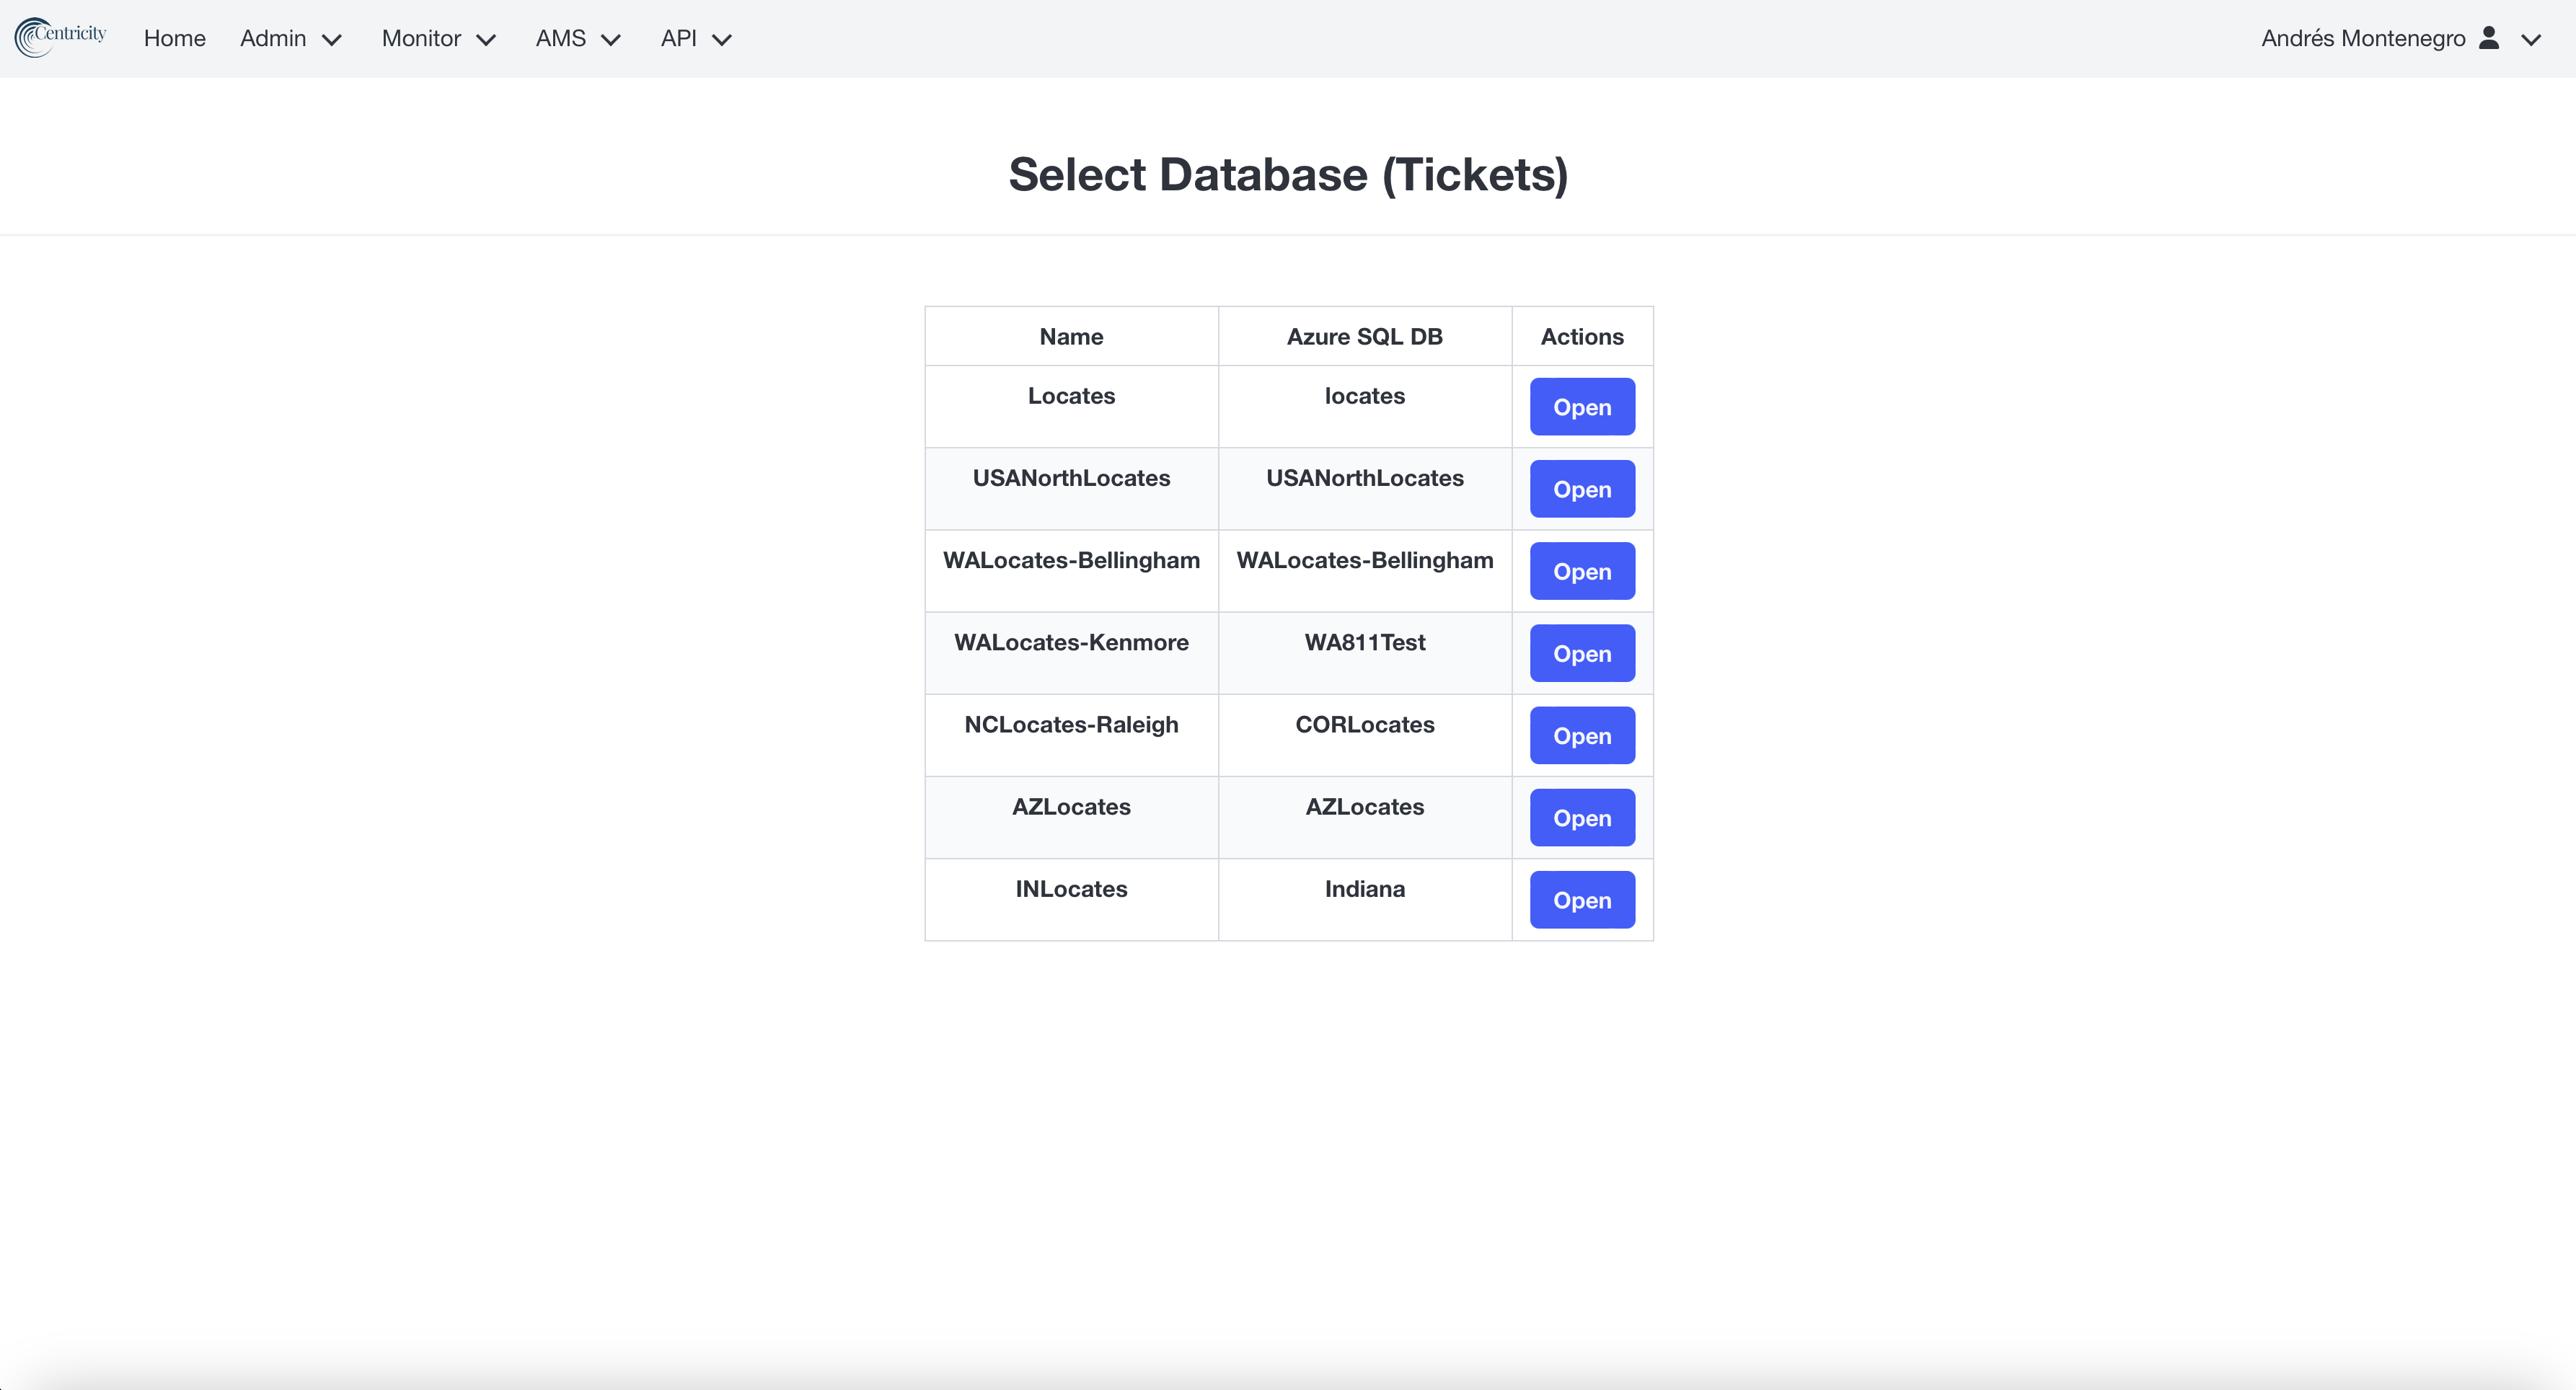 Centricity Home Admin Monitor AMS API Andrés Montenegro
Select Database (Tickets)
Name Azure SQL DB Actions
Locates locates Open
USANorthLocates USANorthLocates Open
WALocates-Bellingham WALocates-Bellingham Open
WALocates-Kenmore WA811Test Open
NCLocates-Raleigh CORLocates Open
AZLocates AZLocates Open
INLocates Indiana Open